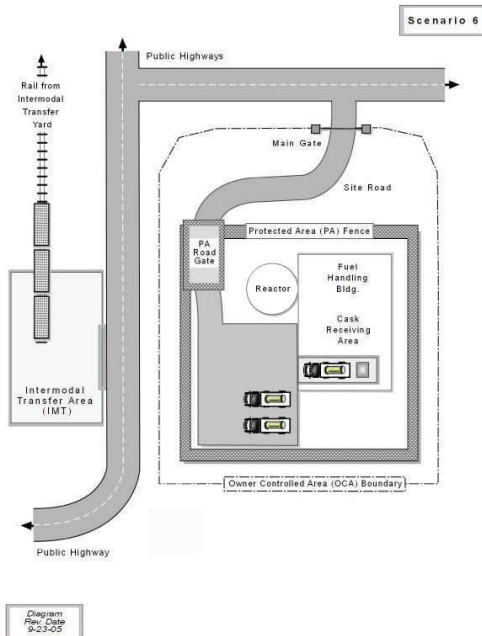 Scenario 6
Public Highways
Rail from
Intermodal
Transfer
Yard
Main Gate
Site Road
Protected Area (PA) Fence
PA
Road
Gate
Reactor
Fuel
Handling
Bldg.
Cask
Receiving
Area
Intermodal
Transfer Area
(IMT)
Owner Controlled Area (OCA) Boundary
Public Highway
Diagram
Rev. Date
9-23-05